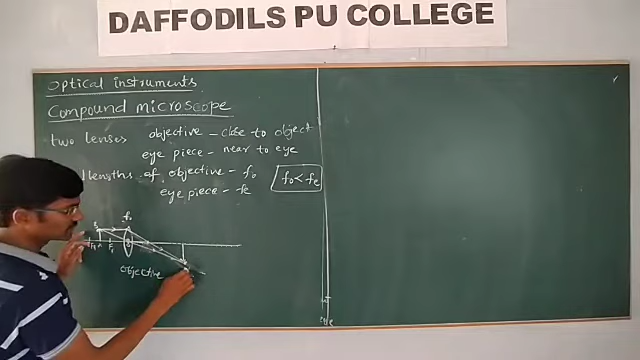 DAFFODILS PU COLLEGE
Optical instruments
Compound microscope
two lenses objective - close to object
eye piece - near to eye
lengths of objective - fo
eye piece - fe
fo < fe
fo
objective